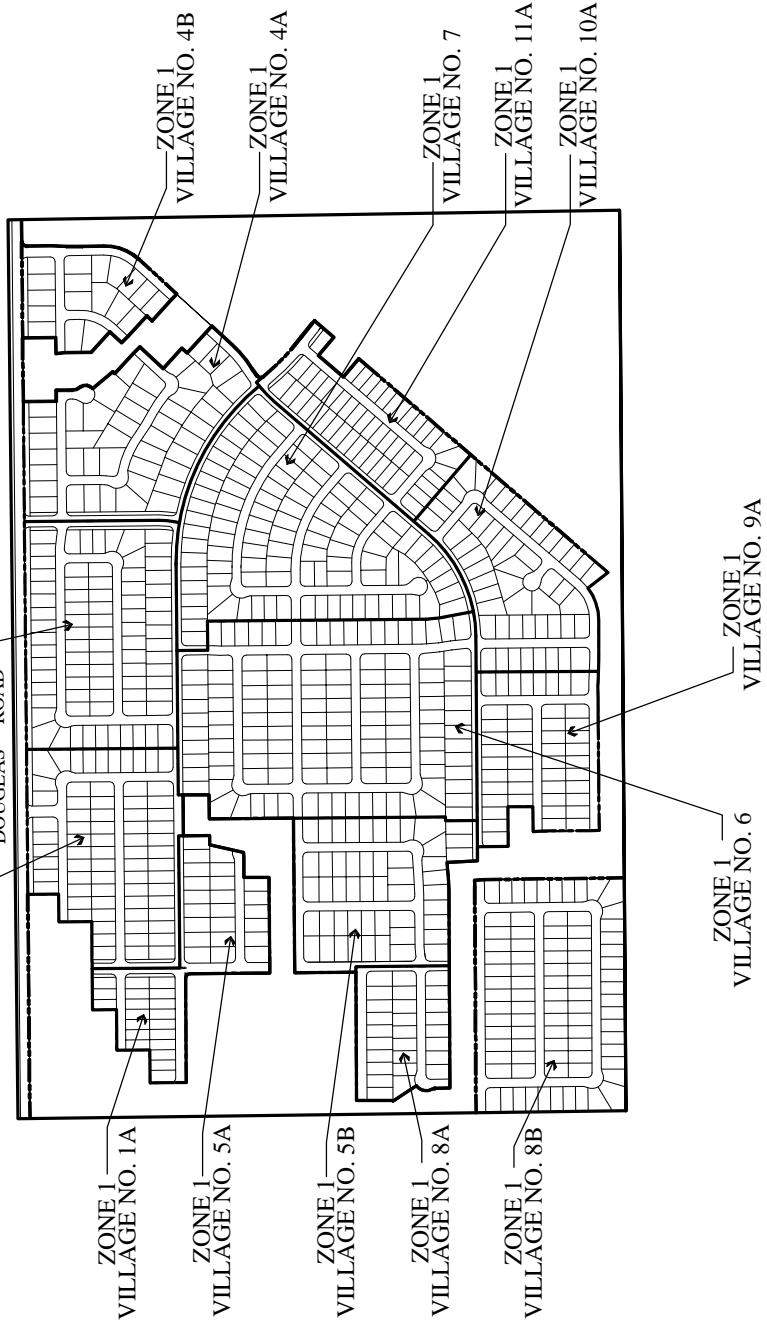 DOUGLAS ROAD
ZONE 1
VILLAGE NO. 4B
ZONE 1
VILLAGE NO. 4A
ZONE 1
VILLAGE NO. 7
ZONE 1
VILLAGE NO. 11A
ZONE 1
VILLAGE NO. 10A
ZONE 1
VILLAGE NO. 9A
ZONE 1
VILLAGE NO. 6
ZONE 1
VILLAGE NO. 1A
ZONE 1
VILLAGE NO. 5A
ZONE 1
VILLAGE NO. 5B
ZONE 1
VILLAGE NO. 8A
ZONE 1
VILLAGE NO. 8B